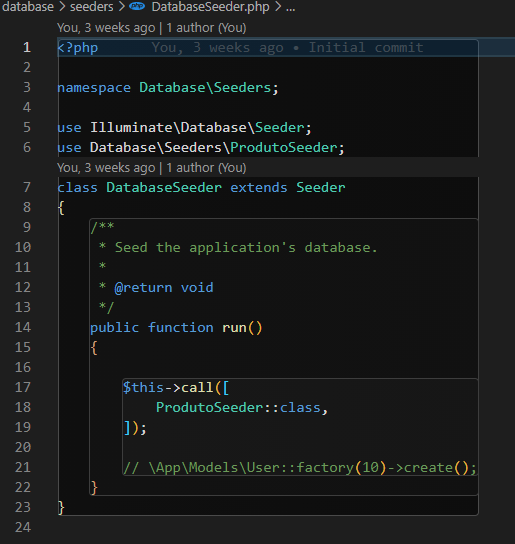 database > seeders > php DatabaseSeeder.php > ...
You, 3 weeks ago | 1 author (You)
1 <?php You, 3 weeks ago • Initial commit
2
3 namespace Database\Seeders;
4
5 use Illuminate\Database\Seeder;
6 use Database\Seeders\ProdutoSeeder;
You, 3 weeks ago | 1 author (You)
7 class DatabaseSeeder extends Seeder
8 {
9 /**
10 * Seed the application's database.
11 *
12 * @return void
13 */
14 public function run()
15 {
16
17 $this->call([
18 ProdutoSeeder::class,
19 ]);
20
21 // \App\Models\User::factory(10)->create();
22 }
23 }
24